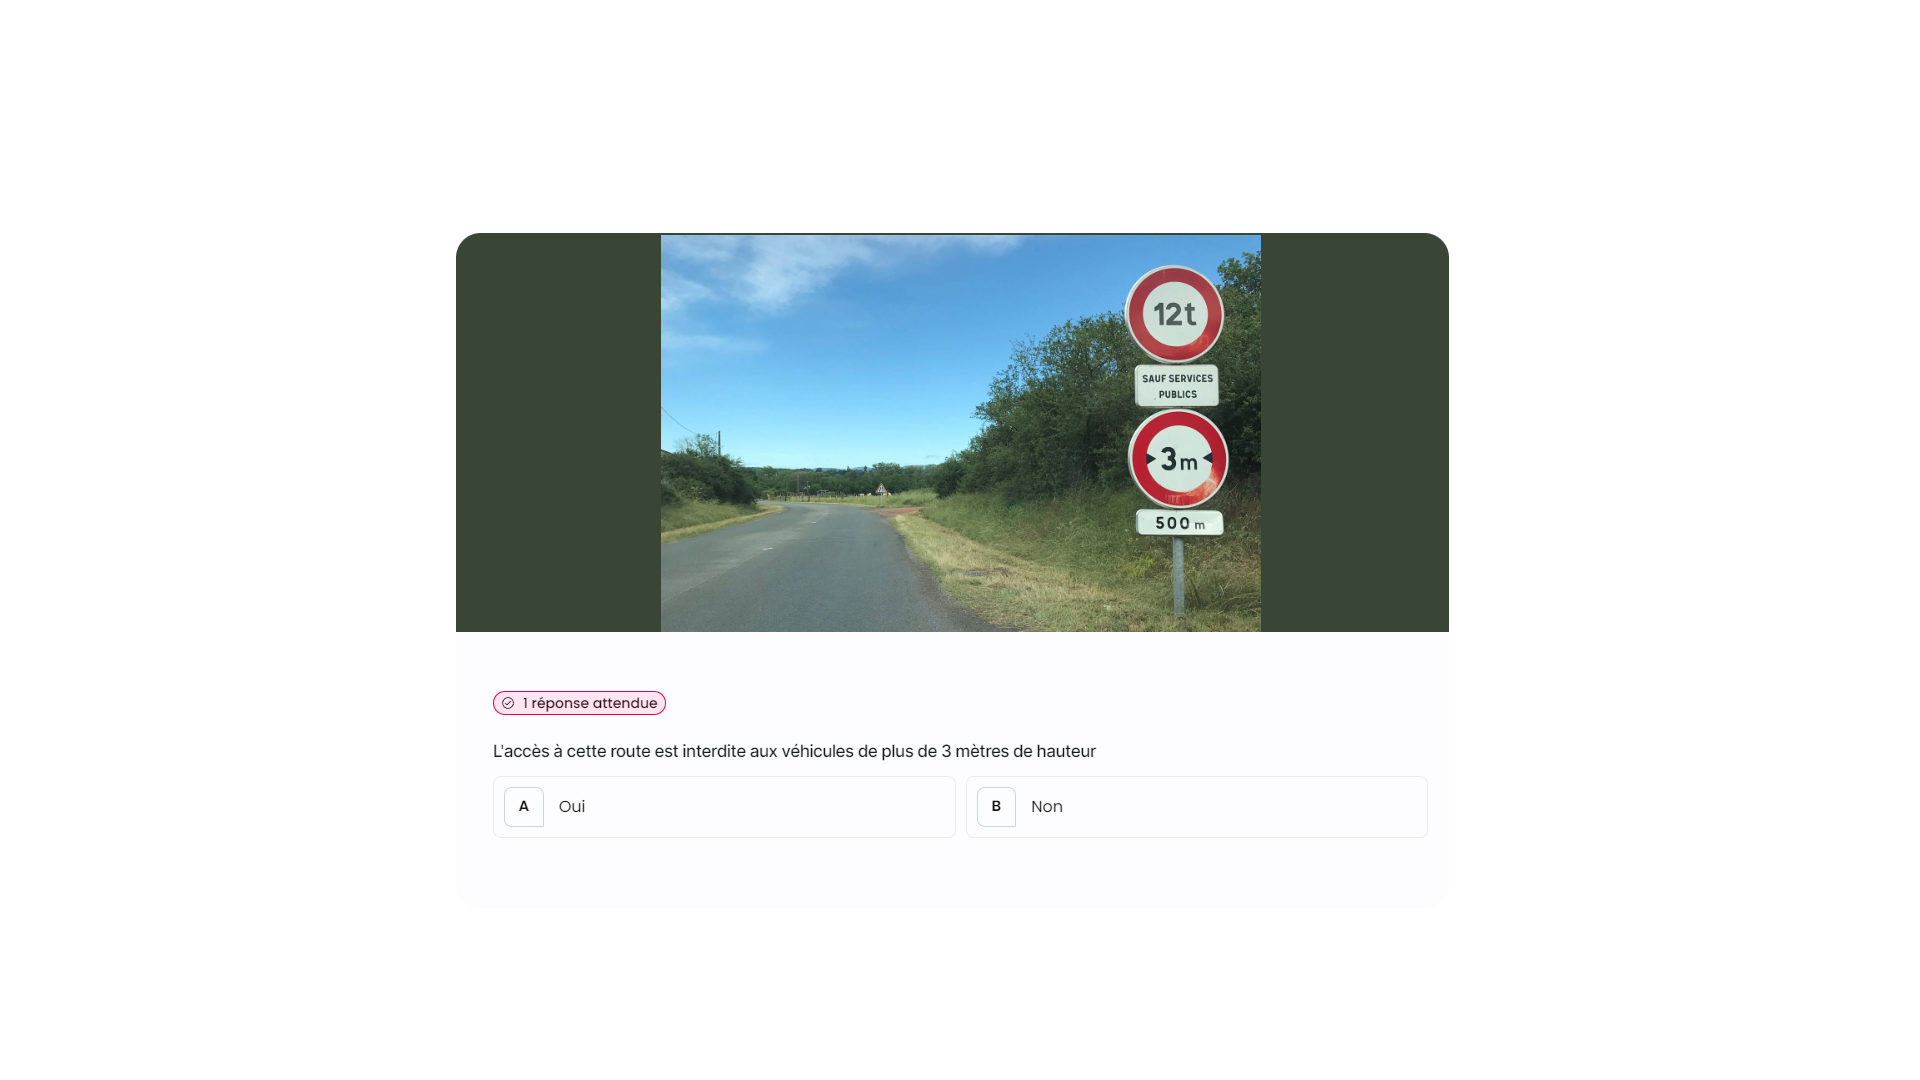 12t
SAUF SERVICES
PUBLICS
3m
500 m
1 réponse attendue
L'accès à cette route est interdite aux véhicules de plus de 3 mètres de hauteur
A Oui
B Non